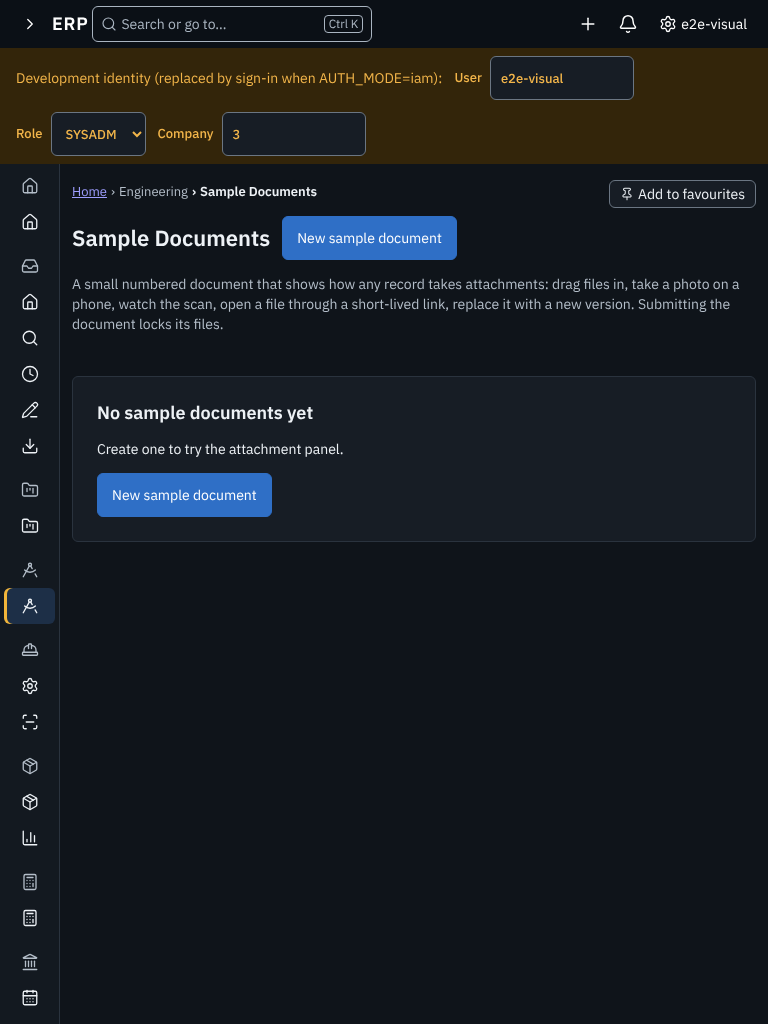 ERP
Search or go to...
Ctrl K
e2e-visual
Development identity (replaced by sign-in when AUTH_MODE=iam):
User
e2e-visual
Role
SYSADM
Company
3
Home › Engineering › Sample Documents
Add to favourites
Sample Documents
New sample document
A small numbered document that shows how any record takes attachments: drag files in, take a photo on a
phone, watch the scan, open a file through a short-lived link, replace it with a new version. Submitting the
document locks its files.
No sample documents yet
Create one to try the attachment panel.
New sample document